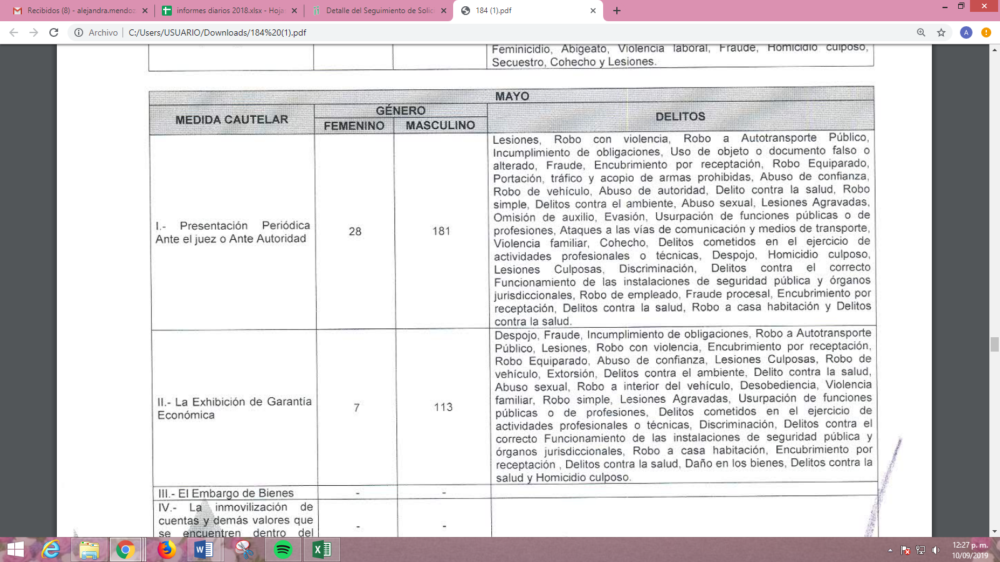 Recibidos (8) - alejandra.mendoz
informes diarios 2018.xlsx - Hoja
Detalle del Seguimiento de Solic
184 (1).pdf
Archivo
C:/Users/USUARIO/Downloads/184%20(1).pdf
A
Feminicidio, Abigeato, Violencia laboral, Fraude, Homicidio culposo,
Secuestro, Cohecho y Lesiones.
MAYO
MEDIDA CAUTELAR
GÉNERO
FEMENINO
MASCULINO
DELITOS
I.- Presentación Periódica
Ante el juez o Ante Autoridad
28
181
Lesiones, Robo con violencia, Robo a Autotransporte Público,
Incumplimiento de obligaciones, Uso de objeto o documento falso o
alterado, Fraude, Encubrimiento por receptación, Robo Equiparado,
Portación, tráfico y acopio de armas prohibidas, Abuso de confianza,
Robo de vehículo, Abuso de autoridad, Delito contra la salud, Robo
simple, Delitos contra el ambiente, Abuso sexual, Lesiones Agravadas,
Omisión de auxilio, Evasión, Usurpación de funciones públicas o de
profesiones, Ataques a las vías de comunicación y medios de transporte,
Violencia familiar, Cohecho, Delitos cometidos en el ejercicio de
actividades profesionales o técnicas, Despojo, Homicidio culposo,
Lesiones Culposas, Discriminación, Delitos contra el correcto
Funcionamiento de las instalaciones de seguridad pública y órganos
jurisdiccionales, Robo de empleado, Fraude procesal, Encubrimiento por
receptación, Delitos contra la salud, Robo a casa habitación y Delitos
contra la salud.
II.- La Exhibición de Garantía
Económica
7
113
Despojo, Fraude, Incumplimiento de obligaciones, Robo a Autotransporte
Público, Lesiones, Robo con violencia, Encubrimiento por receptación,
Robo Equiparado, Abuso de confianza, Lesiones Culposas, Robo de
vehículo, Extorsión, Delitos contra el ambiente, Delito contra la salud,
Abuso sexual, Robo a interior del vehículo, Desobediencia, Violencia
familiar, Robo simple, Lesiones Agravadas, Usurpación de funciones
públicas o de profesiones, Delitos cometidos en el ejercicio de
actividades profesionales o técnicas, Discriminación, Delitos contra el
correcto Funcionamiento de las instalaciones de seguridad pública y
órganos jurisdiccionales, Robo a casa habitación, Encubrimiento por
receptación , Delitos contra la salud, Daño en los bienes, Delitos contra la
salud y Homicidio culposo.
III.- El Embargo de Bienes
-
-
IV.- La inmovilización de
cuentas y demás valores que
se encuentren dentro del
-
-
12:27 p. m.
10/09/2019